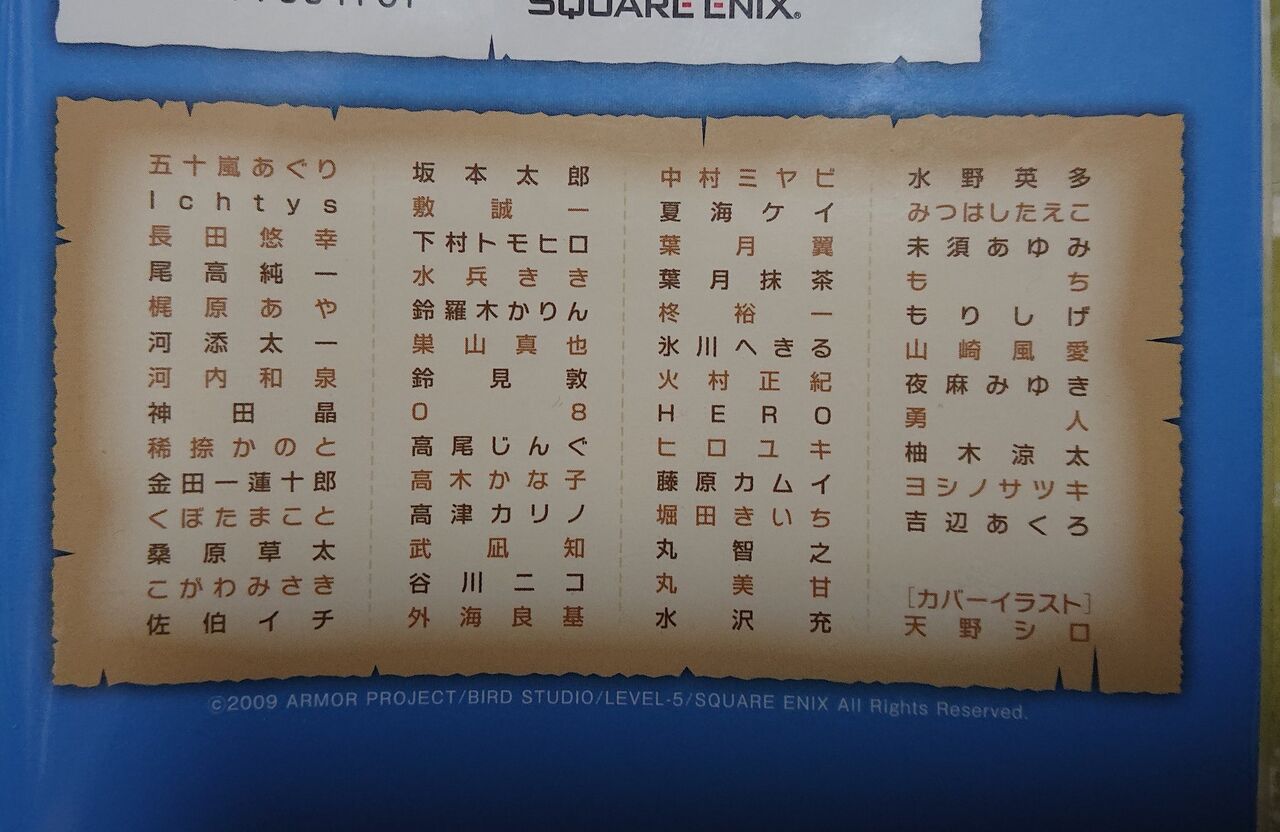 SQUARE ENIX®
五十嵐あぐり
Ichtys
長田悠幸
尾高純一
梶原あや
河添太一
河内和泉
神田晶
稀捺かのと
金田一蓮十郎
くぼたまこと
桑原草太
こがわみさき
佐伯イチ
坂本太郎
敷誠一
下村トモヒロ
水兵きき
鈴羅木かりん
巣山真也
鈴見敦
08
高尾じんぐ
高木かな子
高津カリノ
武凪知
谷川ニコ
外海良基
中村ミヤビ
夏海ケイ
葉月翼
葉月抹茶
柊裕一
氷川へきる
火村正紀
HERO
ヒロユキ
藤原カムイ
堀田きいち
丸智之
丸美甘
水沢充
水野英多
みつはしたえこ
未須あゆみ
もち
もりしげ
山崎風愛
夜麻みゆき
勇人
柚木涼太
ヨシノサツキ
吉辺あくろ
[カバーイラスト]
天野シロ
©2009 ARMOR PROJECT/BIRD STUDIO/LEVEL-5/SQUARE ENIX All Rights Reserved.